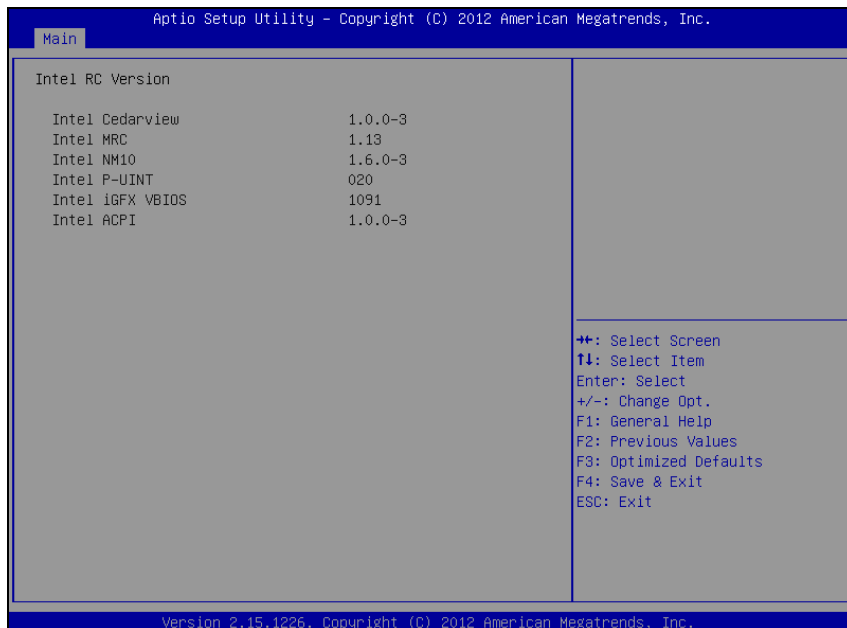 Aptio Setup Utility – Copyright (C) 2012 American Megatrends, Inc.
Main
Intel RC Version
Intel Cedarview 1.0.0-3
Intel MRC 1.13
Intel NM10 1.6.0-3
Intel P-UINT 020
Intel iGFX VBIOS 1091
Intel ACPI 1.0.0-3
→←: Select Screen
↑↓: Select Item
Enter: Select
+/-: Change Opt.
F1: General Help
F2: Previous Values
F3: Optimized Defaults
F4: Save & Exit
ESC: Exit
Version 2.15.1226. Copyright (C) 2012 American Megatrends, Inc.